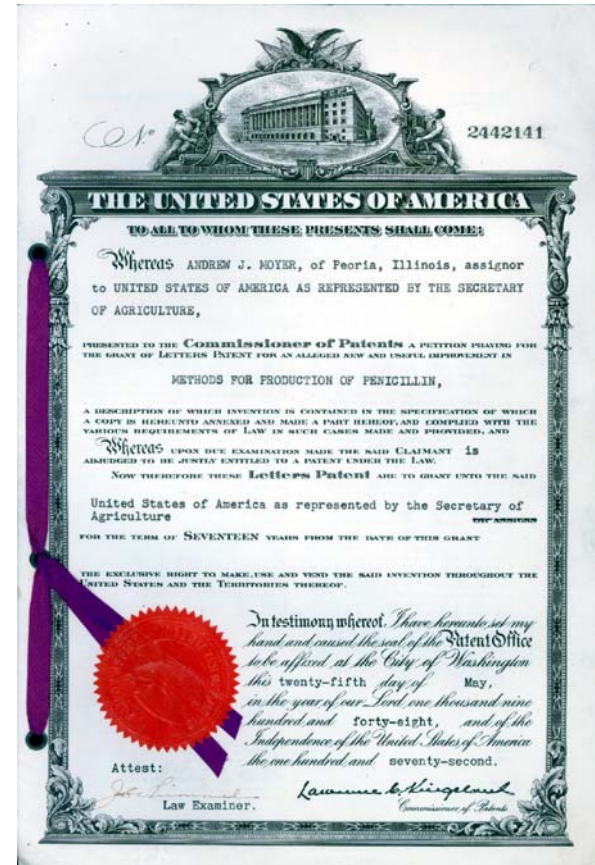 No 2442141
THE UNITED STATES OF AMERICA
TO ALL TO WHOM THESE PRESENTS SHALL COME:
Whereas ANDREW J. MOYER, of Peoria, Illinois, assignor
to UNITED STATES OF AMERICA AS REPRESENTED BY THE SECRETARY
OF AGRICULTURE,
PRESENTED TO THE Commissioner of Patents A PETITION PRAYING FOR
THE GRANT OF LETTERS PATENT FOR AN ALLEGED NEW AND USEFUL IMPROVEMENT IN
METHODS FOR PRODUCTION OF PENICILLIN,
A DESCRIPTION OF WHICH INVENTION IS CONTAINED IN THE SPECIFICATION OF WHICH
A COPY IS HEREUNTO ANNEXED AND MADE A PART HEREOF, AND COMPLIED WITH THE
VARIOUS REQUIREMENTS OF LAW IN SUCH CASES MADE AND PROVIDED, AND
Whereas UPON DUE EXAMINATION MADE THE SAID CLAIMANT is
ADJUDGED TO BE JUSTLY ENTITLED TO A PATENT UNDER THE LAW.
NOW THEREFORE THESE Letters Patent ARE TO GRANT UNTO THE SAID
United States of America as represented by the Secretary of
Agriculture
OR ASSIGNS
FOR THE TERM OF SEVENTEEN YEARS FROM THE DATE OF THIS GRANT
THE EXCLUSIVE RIGHT TO MAKE, USE AND VEND THE SAID INVENTION THROUGHOUT THE
UNITED STATES AND THE TERRITORIES THEREOF.
In testimony whereof, I have hereunto set my
hand and caused the seal of the Patent Office
to be affixed at the City of Washington
this twenty-fifth day of May,
in the year of our Lord one thousand nine
hundred and forty-eight, and of the
Independence of the United States of America
the one hundred and seventy-second.
Attest:
Law Examiner.
Lawrence C. Kingsland
Commissioner of Patents